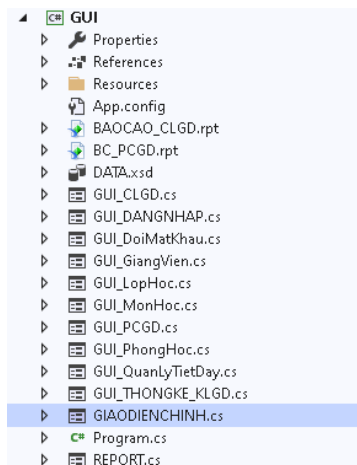 C# GUI
Properties
References
Resources
App.config
BAOCAO_CLGD.rpt
BC_PCGD.rpt
DATA.xsd
GUI_CLGD.cs
GUI_DANGNHAP.cs
GUI_DoiMatKhau.cs
GUI_GiangVien.cs
GUI_LopHoc.cs
GUI_MonHoc.cs
GUI_PCGD.cs
GUI_PhongHoc.cs
GUI_QuanLyTietDay.cs
GUI_THONGKE_KLGD.cs
GIAODIENCHINH.cs
C# Program.cs
REPORT.cs